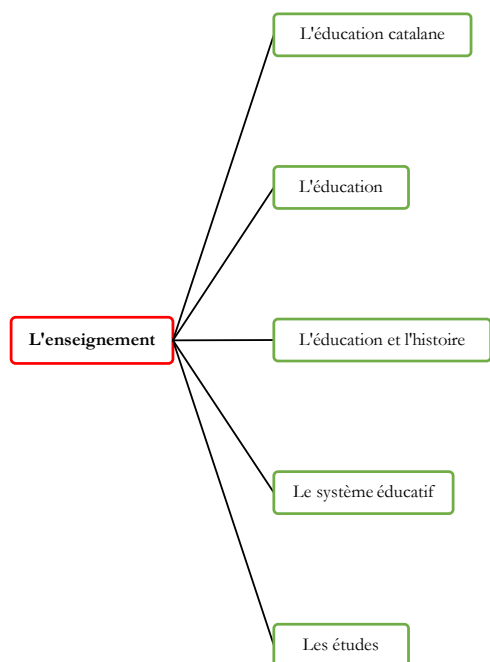 L'éducation catalane
L'éducation
L'enseignement
L'éducation et l'histoire
Le système éducatif
Les études